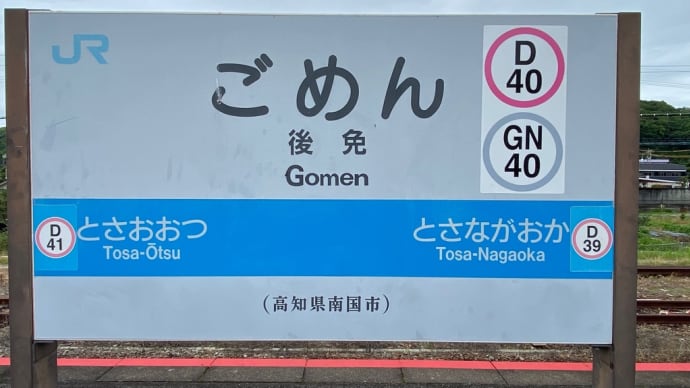 JR
ごめん
後免
Gomen
D
40
GN
40
D
41
とさおおつ
Tosa-Ōtsu
とさながおか
Tosa-Nagaoka
D
39
(高知県南国市)